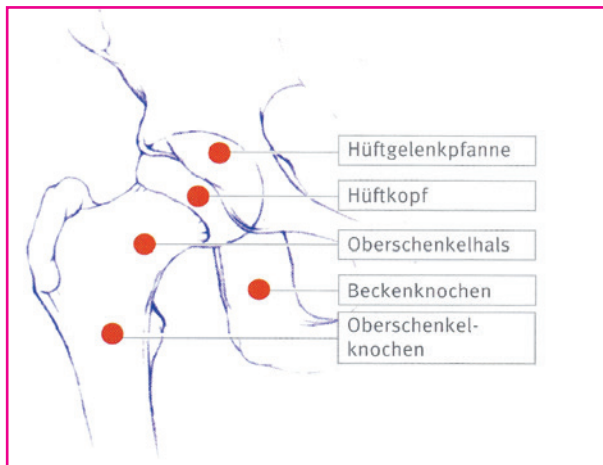 Hüftgelenkpfanne
Hüftkopf
Oberschenkelhals
Beckenknochen
Oberschenkel-
knochen